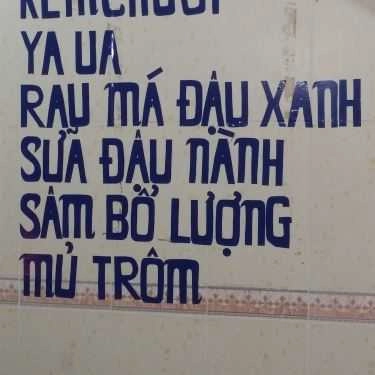 YA UA
RAU MÁ ĐẬU XANH
SỮA ĐẬU NÀNH
SÂM BỔ LƯỢNG
MỦ TRÔM